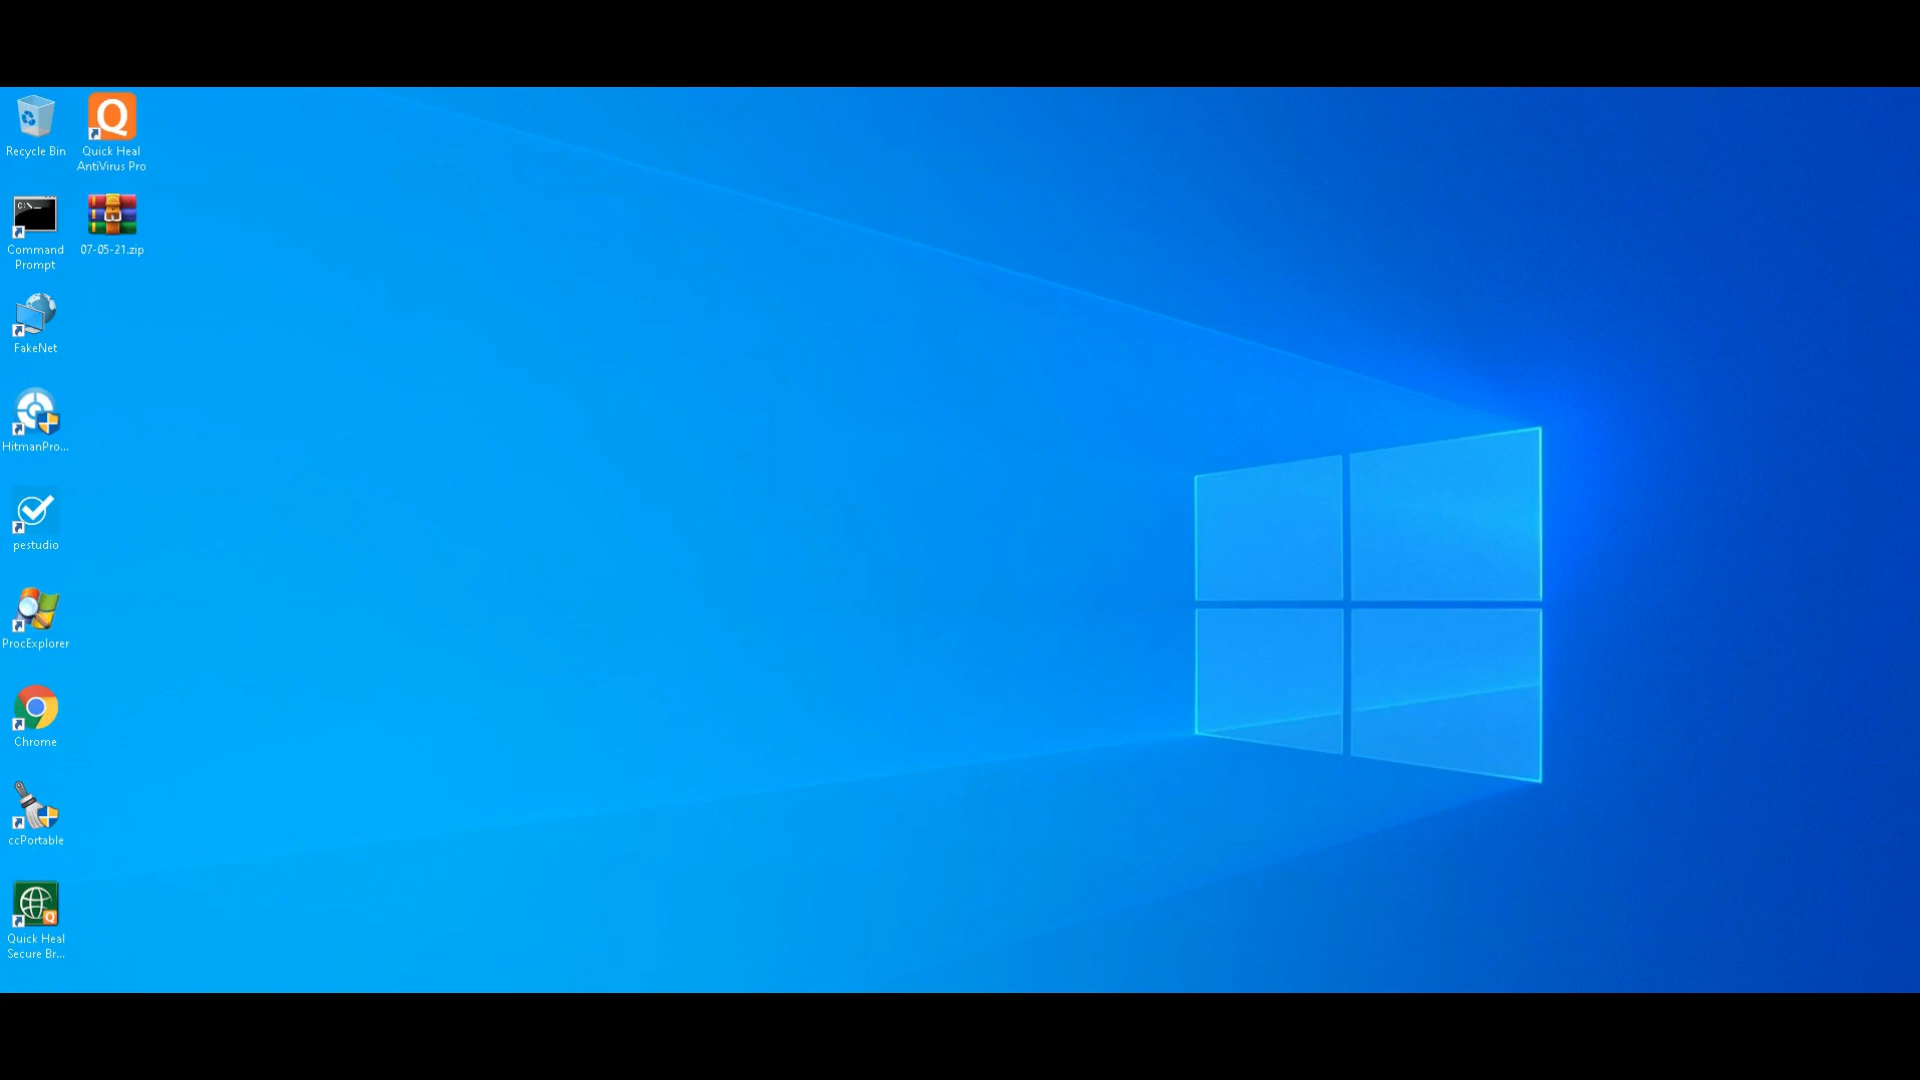 Recycle Bin
Quick Heal
AntiVirus Pro
Command
Prompt
07-05-21.zip
FakeNet
HitmanPro...
pestudio
ProcExplorer
Chrome
ccPortable
Quick Heal
Secure Br...